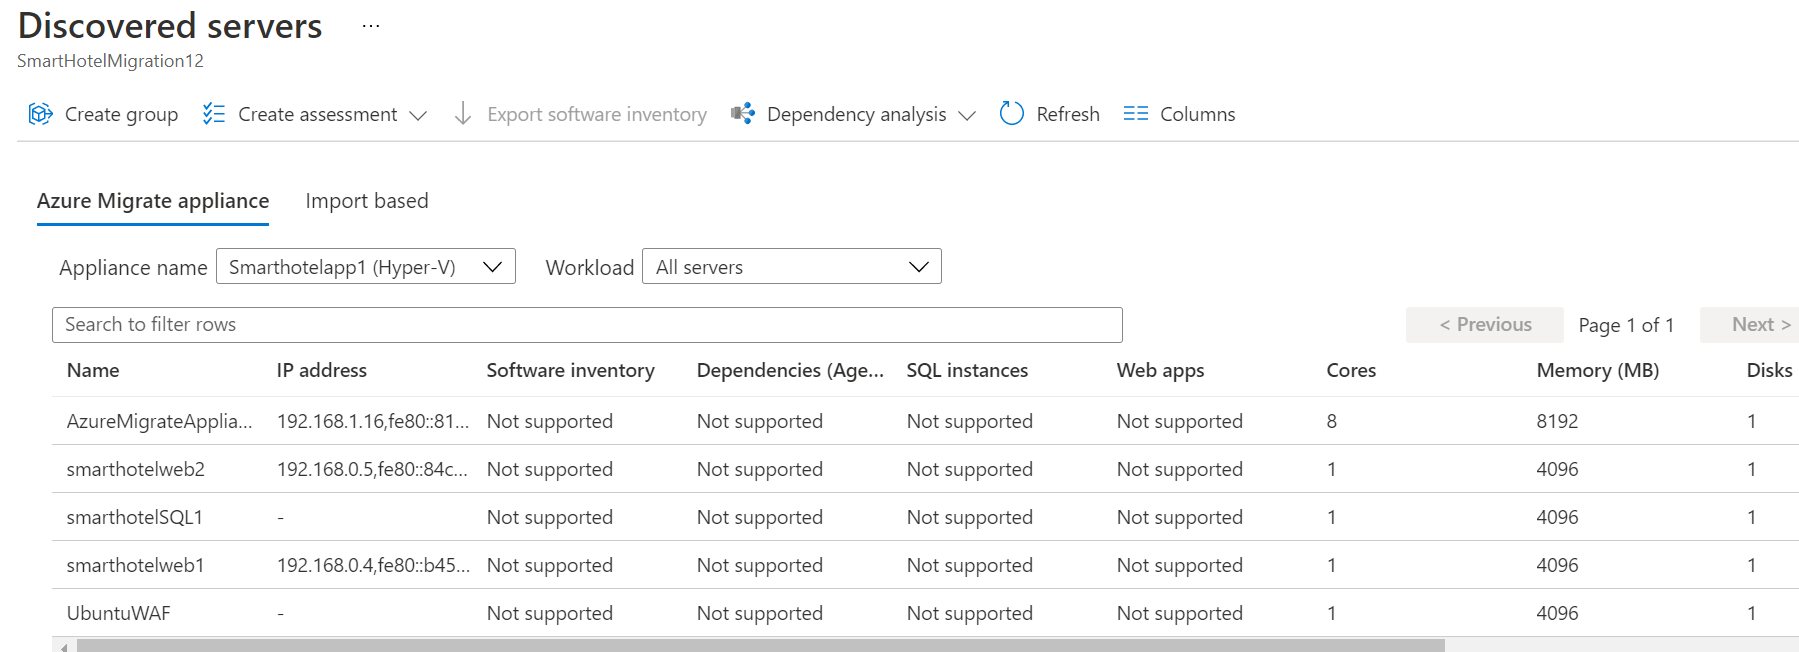 Discovered servers ...
SmartHotelMigration12
Create group Create assessment Export software inventory Dependency analysis Refresh Columns
Azure Migrate appliance Import based
Appliance name Smarthotelapp1 (Hyper-V) Workload All servers
Search to filter rows < Previous Page 1 of 1 Next >
Name IP address Software inventory Dependencies (Age... SQL instances Web apps Cores Memory (MB) Disks
AzureMigrateApplia... 192.168.1.16,fe80::81... Not supported Not supported Not supported Not supported 8 8192 1
smarthotelweb2 192.168.0.5,fe80::84c... Not supported Not supported Not supported Not supported 1 4096 1
smarthotelSQL1 - Not supported Not supported Not supported Not supported 1 4096 1
smarthotelweb1 192.168.0.4,fe80::b45... Not supported Not supported Not supported Not supported 1 4096 1
UbuntuWAF - Not supported Not supported Not supported Not supported 1 4096 1